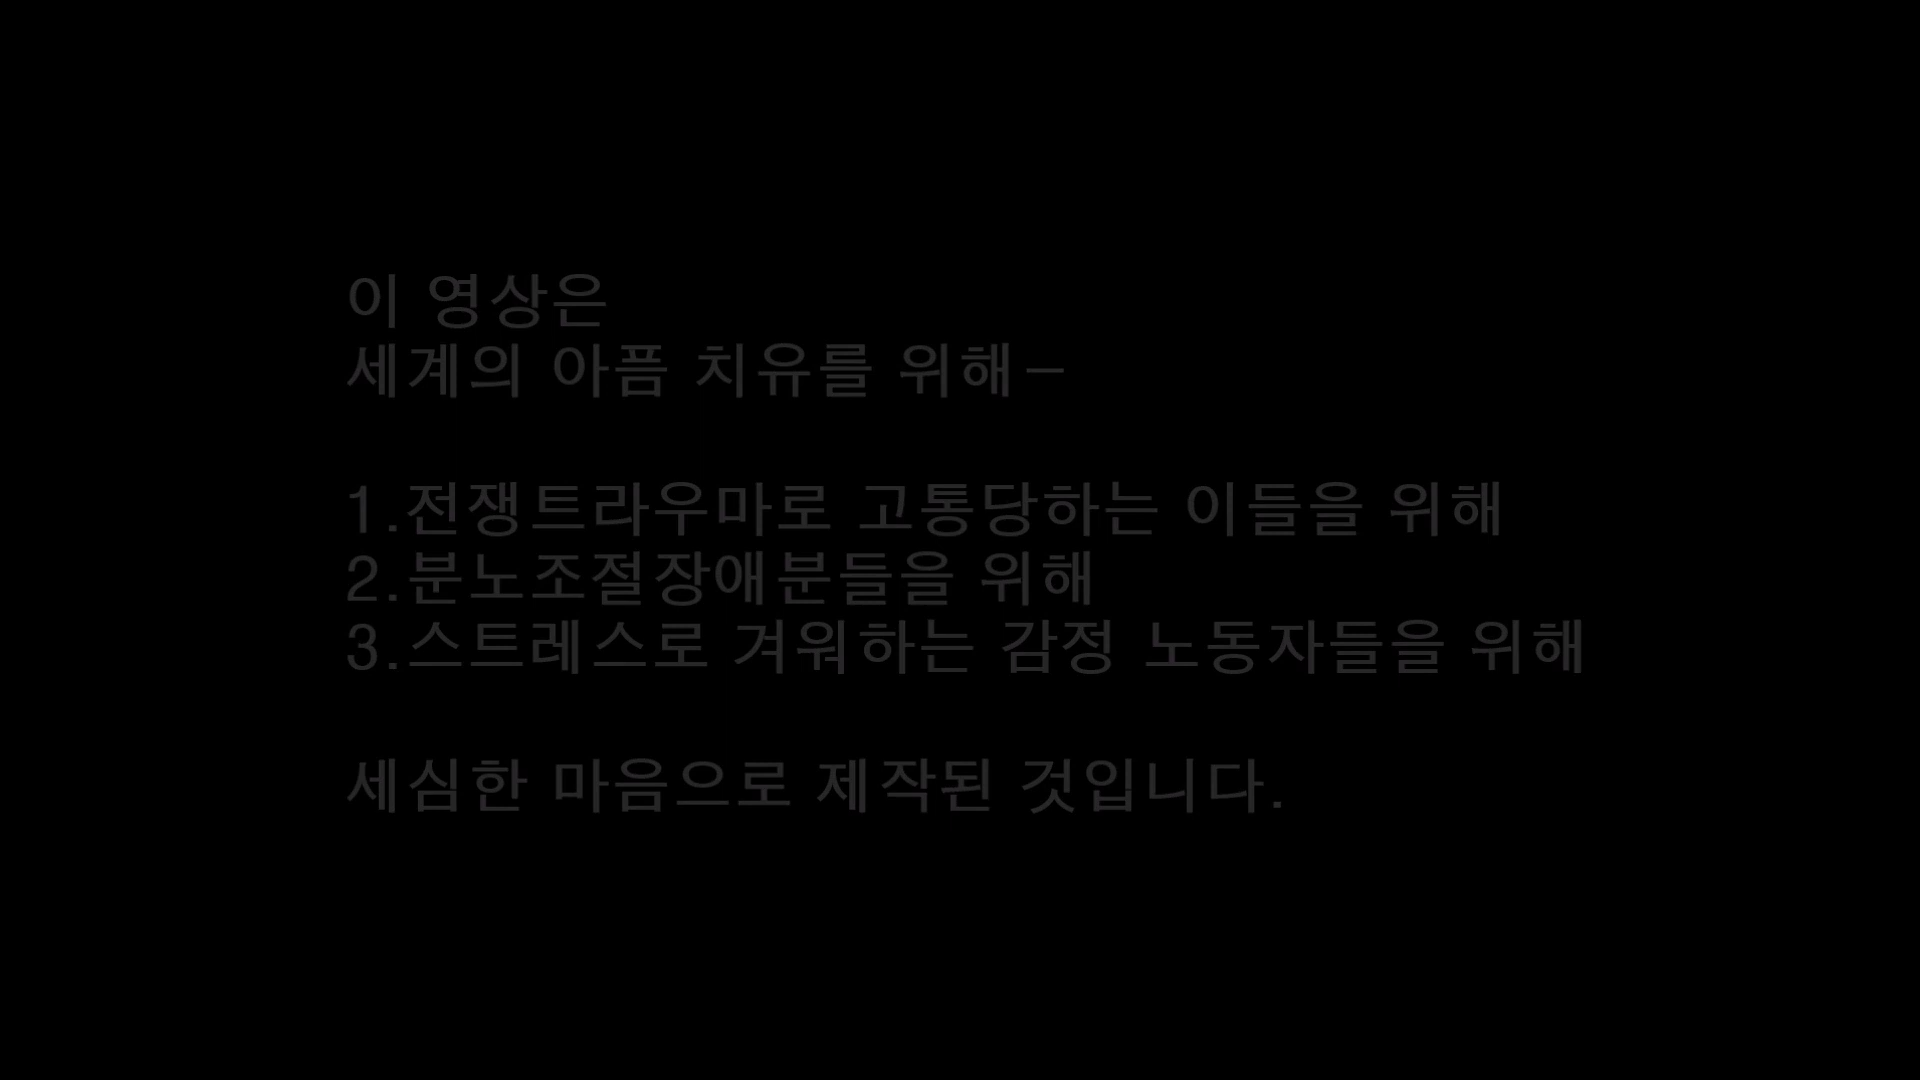 이 영상은
세계의 아픔 치유를 위해-
1.전쟁트라우마로 고통당하는 이들을 위해
2.분노조절장애분들을 위해
3.스트레스로 겨워하는 감정 노동자들을 위해
세심한 마음으로 제작된 것입니다.